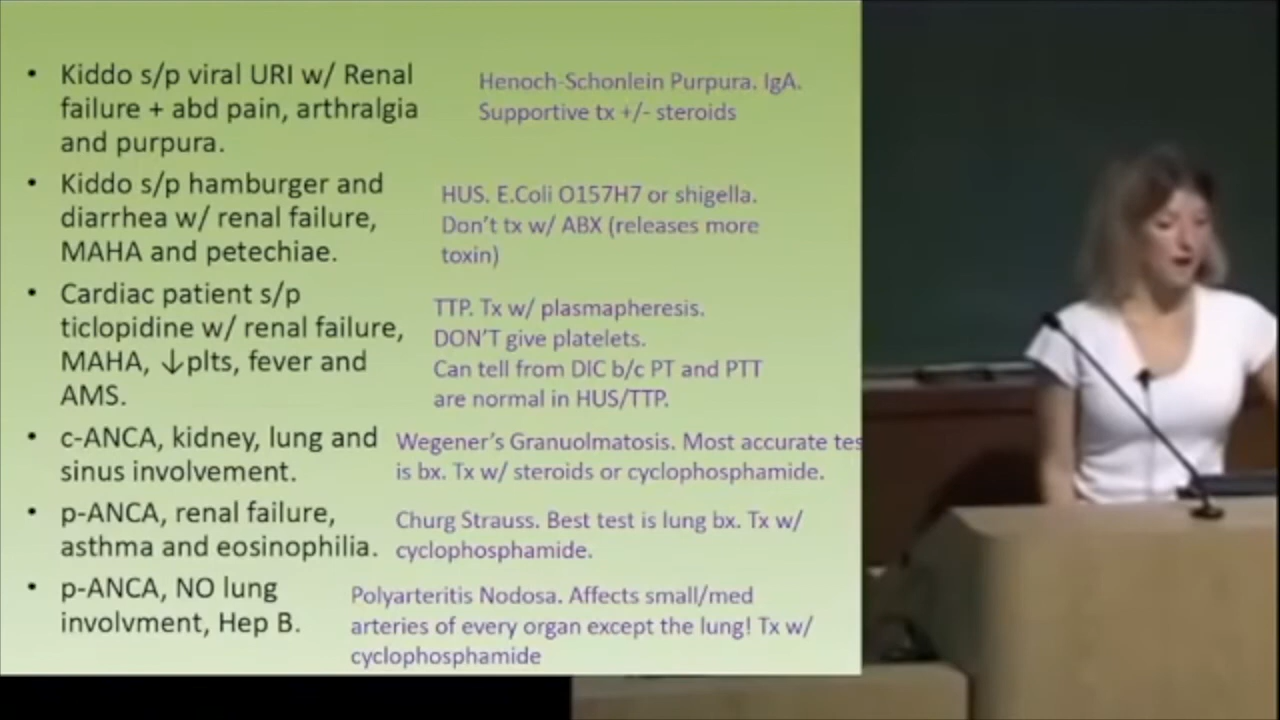 • Kiddo s/p viral URI w/ Renal
failure + abd pain, arthralgia
and purpura.
Henoch-Schonlein Purpura. IgA.
Supportive tx +/- steroids
• Kiddo s/p hamburger and
diarrhea w/ renal failure,
MAHA and petechiae.
HUS. E.Coli O157H7 or shigella.
Don't tx w/ ABX (releases more
toxin)
• Cardiac patient s/p
ticlopidine w/ renal failure,
MAHA, ↓plts, fever and
AMS.
TTP. Tx w/ plasmapheresis.
DON'T give platelets.
Can tell from DIC b/c PT and PTT
are normal in HUS/TTP.
• c-ANCA, kidney, lung and
sinus involvement.
Wegener's Granuolmatosis. Most accurate tes
is bx. Tx w/ steroids or cyclophosphamide.
• p-ANCA, renal failure,
asthma and eosinophilia.
Churg Strauss. Best test is lung bx. Tx w/
cyclophosphamide.
• p-ANCA, NO lung
involvment, Hep B.
Polyarteritis Nodosa. Affects small/med
arteries of every organ except the lung! Tx w/
cyclophosphamide